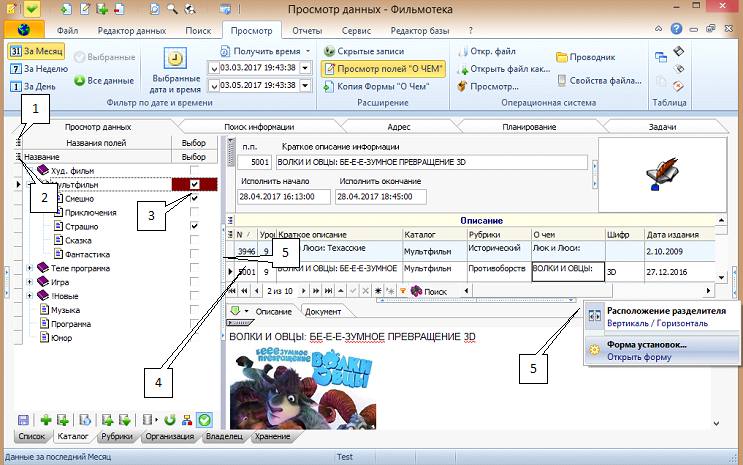 Просмотр данных - Фильмотека
Файл Редактор данных Поиск Просмотр Отчеты Сервис Редактор базы ?
31 За Месяц
7 За Неделю
1 За День
Выбранные
Все данные
Выбранные дата и время
Получить время
03.03.2017 19:43:38
03.05.2017 19:43:38
Фильтр по дате и времени
Скрытые записи
Просмотр полей "О ЧЕМ"
Копия Формы "О Чем"
Расширение
Откр. файл
Открыть файл как...
Просмотр...
Проводник
Свойства файла...
Операционная система
Таблица
1
Просмотр данных Поиск информации Адрес Планирование Задачи
Названия полей Выбор
Название Выбор
Худ. фильм
ультфильм
Смешно
Приключения
Страшно
Сказка
Фантастика
Теле программа
Игра
Новые
Музыка
Программа
Юмор
2
3
4
5
Список Каталог Рубрики Организация Владелец Хранение
п.п. Краткое описание информации
5001 ВОЛКИ И ОВЦЫ: БЕ-Е-Е-ЗУМНОЕ ПРЕВРАЩЕНИЕ 3D
Исполнить начало Исполнить окончание
28.04.2017 16:13:00 28.04.2017 18:45:00
Описание
N Уро Краткое описание Каталог Рубрики О чем Шифр Дата издания
3946 9 Люси: Техасские Мультфильм Исторический Люк и Люси: 2.10.2009
5001 9 ВОЛКИ И ОВЦЫ: БЕ-Е-Е-ЗУМНОЕ Мультфильм Противоборств ВОЛКИ И ОВЦЫ: 3D 27.12.2016
2 из 10 Поиск
Описание Документ
ВОЛКИ И ОВЦЫ: БЕ-Е-Е-ЗУМНОЕ ПРЕВРАЩЕНИЕ 3D
бееезумное
превращение
ВОЛКИ
ОВЦЫ
5
Расположение разделителя
Вертикаль / Горизонталь
Форма установок...
Открыть форму
Данные за последний Месяц Test